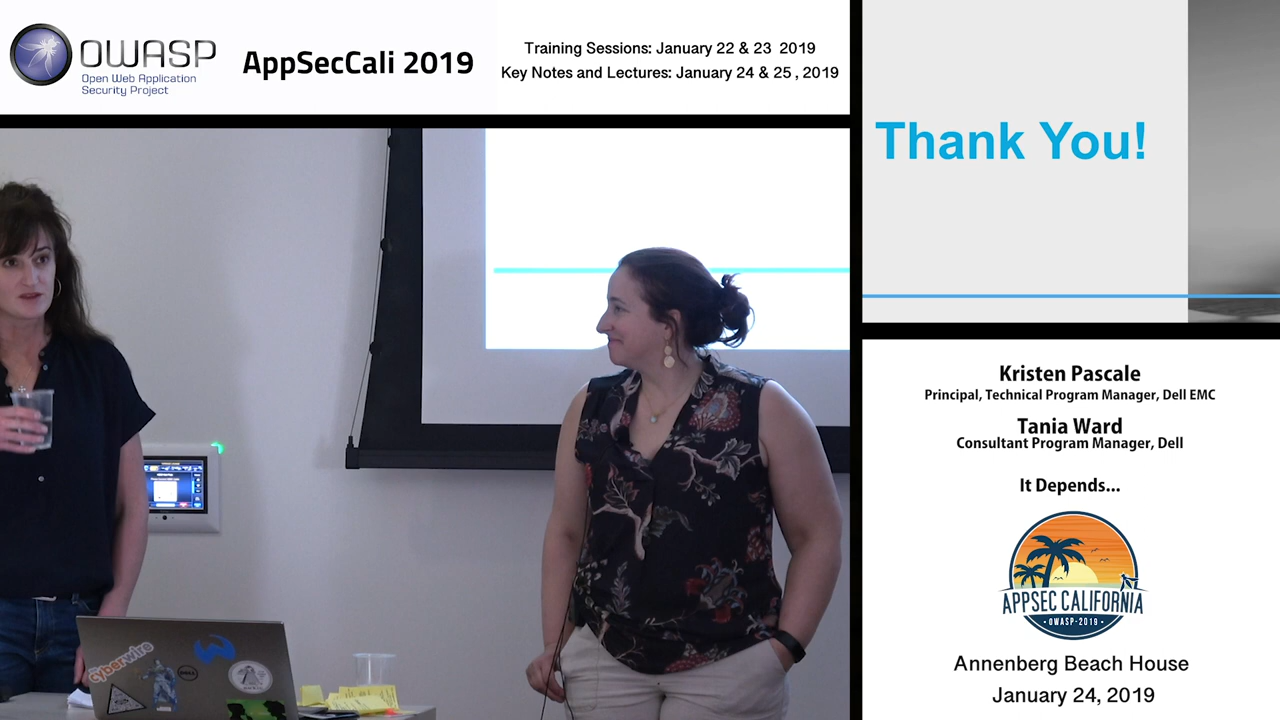 OWASP
Open Web Application
Security Project
AppSecCali 2019
Training Sessions: January 22 & 23 2019
Key Notes and Lectures: January 24 & 25 , 2019
Thank You!
Kristen Pascale
Principal, Technical Program Manager, Dell EMC
Tania Ward
Consultant Program Manager, Dell
It Depends...
APPSEC CALIFORNIA
• OWASP-2019 •
Annenberg Beach House
January 24, 2019
cyberwire
DELL